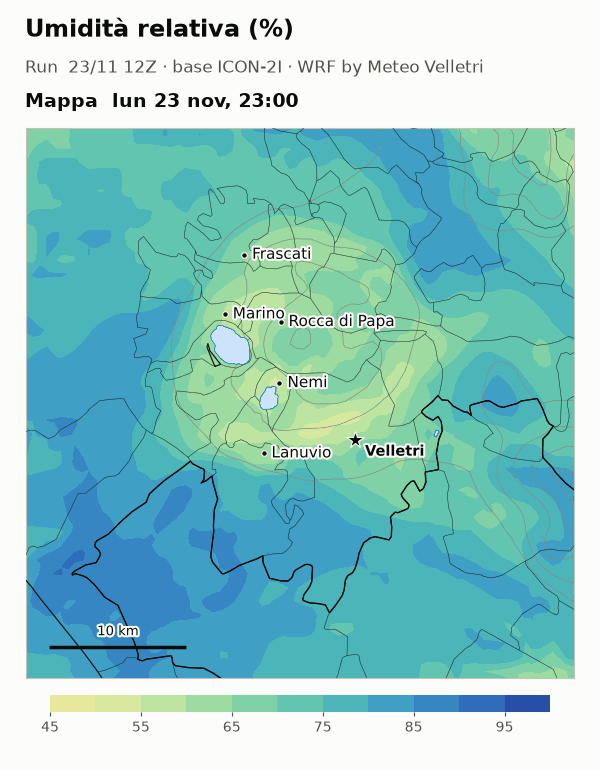 Umidità relativa (%)
Run  23/11 12Z · base ICON-2I · WRF by Meteo Velletri
Mappa  lun 23 nov, 23:00
Frascati
Marino
Rocca di Papa
Nemi
Velletri
Lanuvio
10 km
45 55 65 75 85 95